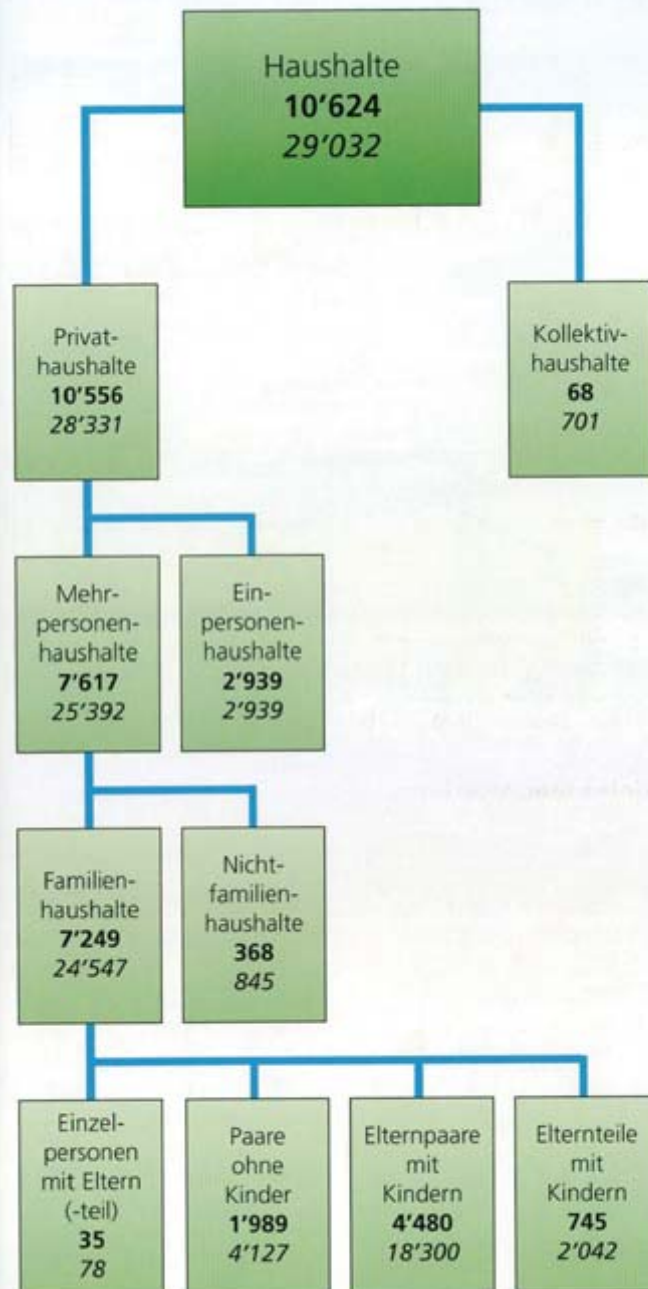 Haushalte
10’624
29’032
Privat-
haushalte
10’556
28’331
Kollektiv-
haushalte
68
701
Mehr-
personen-
haushalte
7’617
25’392
Ein-
personen-
haushalte
2’939
2’939
Familien-
haushalte
7’249
24’547
Nicht-
familien-
haushalte
368
845
Einzel-
personen
mit Eltern
(-teil)
35
78
Paare
ohne
Kinder
1’989
4’127
Elternpaare
mit
Kindern
4’480
18’300
Elternteile
mit
Kindern
745
2’042